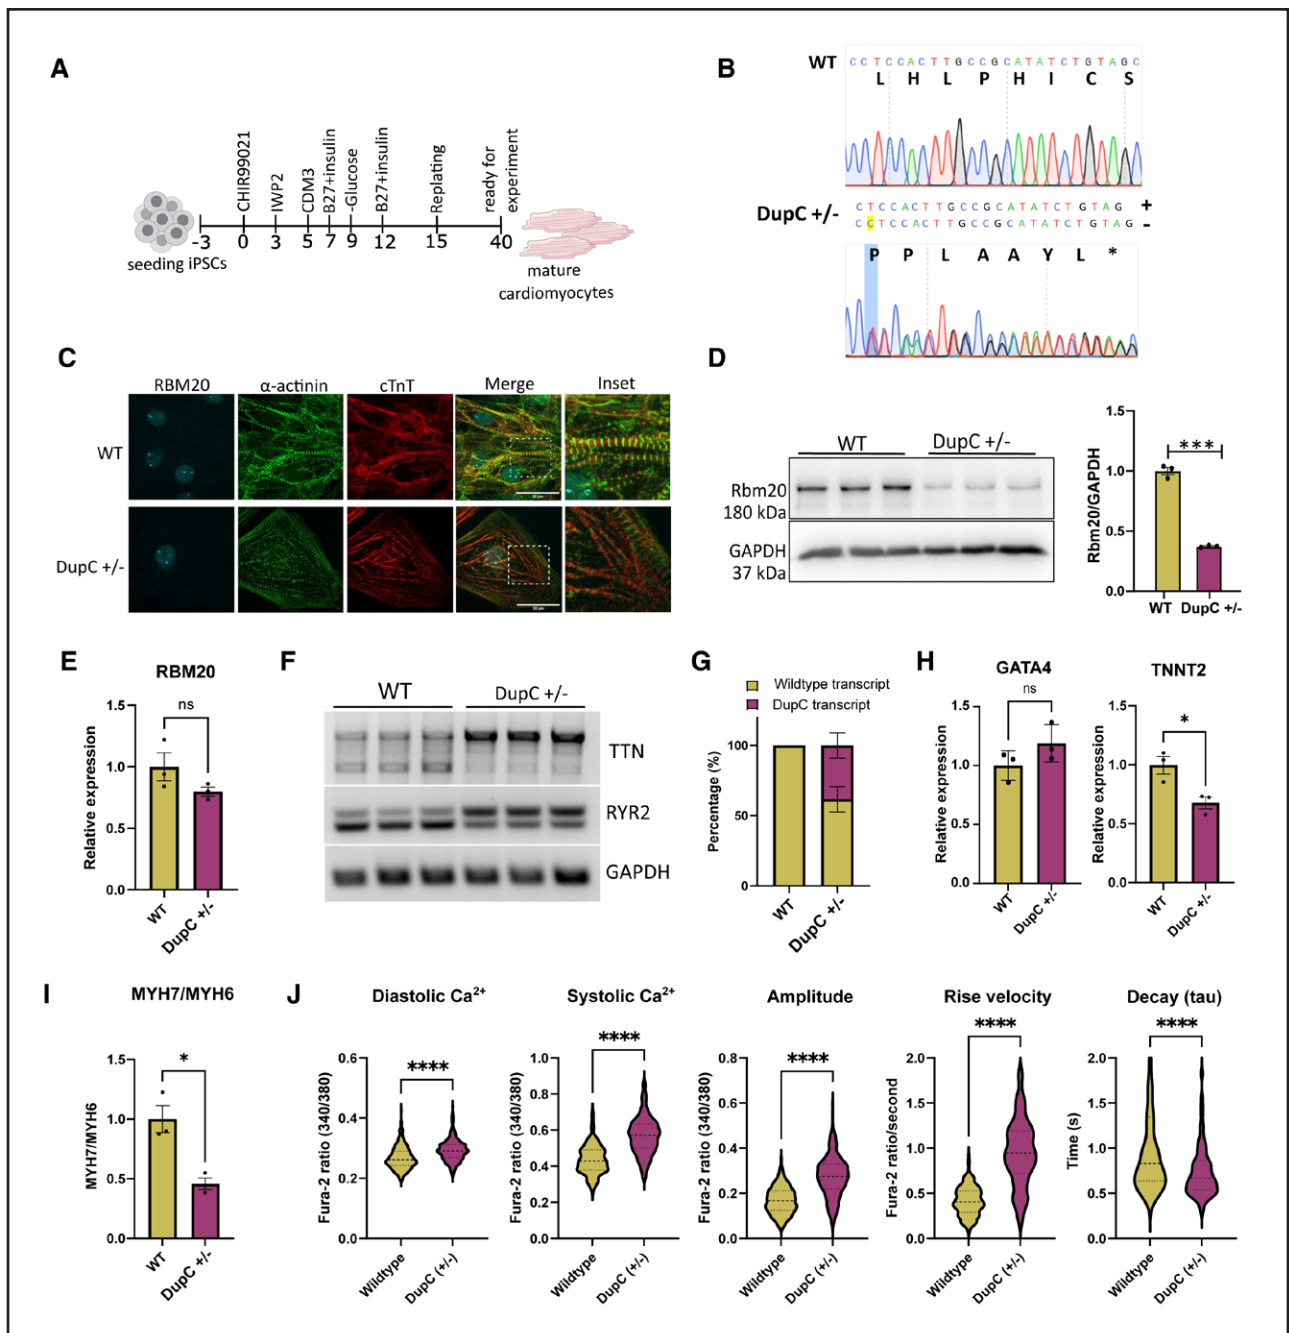 A
CHIR99021
IWP2
CDM3
B27+insulin
-Glucose
B27+insulin
Replating
ready for
experiment
-3 0 3 5 7 9 12 15 40
seeding iPSCs
mature
cardiomyocytes
B
WT
CCTCCACTTGCCGCATATCTGTAGC
L H L P H I C S
DupC +/-
CTCCACTTGCCGCATATCTGTAG +
CCTCCACTTGCCGCATATCTGTAG -
P P L A A Y L *
C
RBM20 α-actinin cTnT Merge Inset
WT
DupC +/-
D
WT DupC +/-
Rbm20
180 kDa
GAPDH
37 kDa
Rbm20/GAPDH
1.5
1.0
0.5
0.0
***
WT DupC +/-
E
RBM20
Relative expression
1.5
1.0
0.5
0.0
ns
WT
DupC +/-
F
WT DupC +/-
TTN
RYR2
GAPDH
G
Wildtype transcript
DupC transcript
Percentage (%)
100
50
0
WT
DupC +/-
H
GATA4
Relative expression
1.5
1.0
0.5
0.0
ns
WT
DupC +/-
TNNT2
Relative expression
1.5
1.0
0.5
0.0
*
WT
DupC +/-
I
MYH7/MYH6
MYH7/MYH6
1.5
1.0
0.5
0.0
*
WT
DupC +/-
J
Diastolic Ca²⁺
Fura-2 ratio (340/380)
0.6
0.4
0.2
0.0
****
Wildtype
DupC (+/-)
Systolic Ca²⁺
Fura-2 ratio (340/380)
1.0
0.8
0.6
0.4
0.2
0.0
****
Wildtype
DupC (+/-)
Amplitude
Fura-2 ratio (340/380)
0.8
0.6
0.4
0.2
0.0
****
Wildtype
DupC (+/-)
Rise velocity
Fura-2 ratio/second
2.0
1.5
1.0
0.5
0.0
****
Wildtype
DupC (+/-)
Decay (tau)
Time (s)
2.0
1.5
1.0
0.5
0.0
****
Wildtype
DupC (+/-)